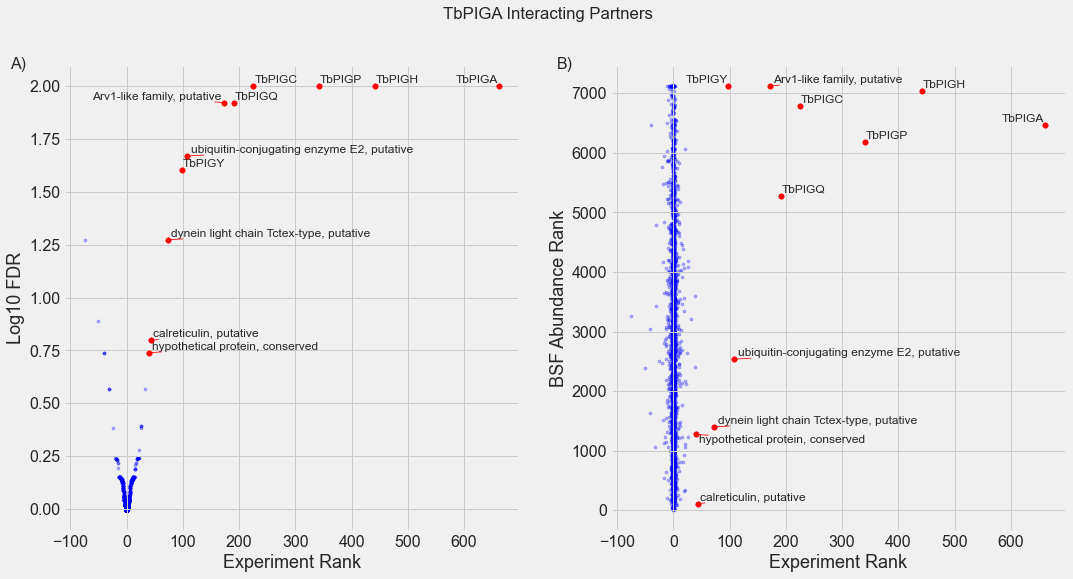 TbPIGA Interacting Partners
A)
2.00
1.75
1.50
1.25
1.00
0.75
0.50
0.25
0.00
Log10 FDR
−100
0
100
200
300
400
500
600
Experiment Rank
TbPIGC
TbPIGP
TbPIGH
TbPIGA
Arv1-like family, putative
TbPIGQ
ubiquitin-conjugating enzyme E2, putative
TbPIGY
dynein light chain Tctex-type, putative
calreticulin, putative
hypothetical protein, conserved
B)
7000
6000
5000
4000
3000
2000
1000
0
BSF Abundance Rank
−100
0
100
200
300
400
500
600
Experiment Rank
TbPIGY
Arv1-like family, putative
TbPIGH
TbPIGC
TbPIGA
TbPIGP
TbPIGQ
ubiquitin-conjugating enzyme E2, putative
dynein light chain Tctex-type, putative
hypothetical protein, conserved
calreticulin, putative